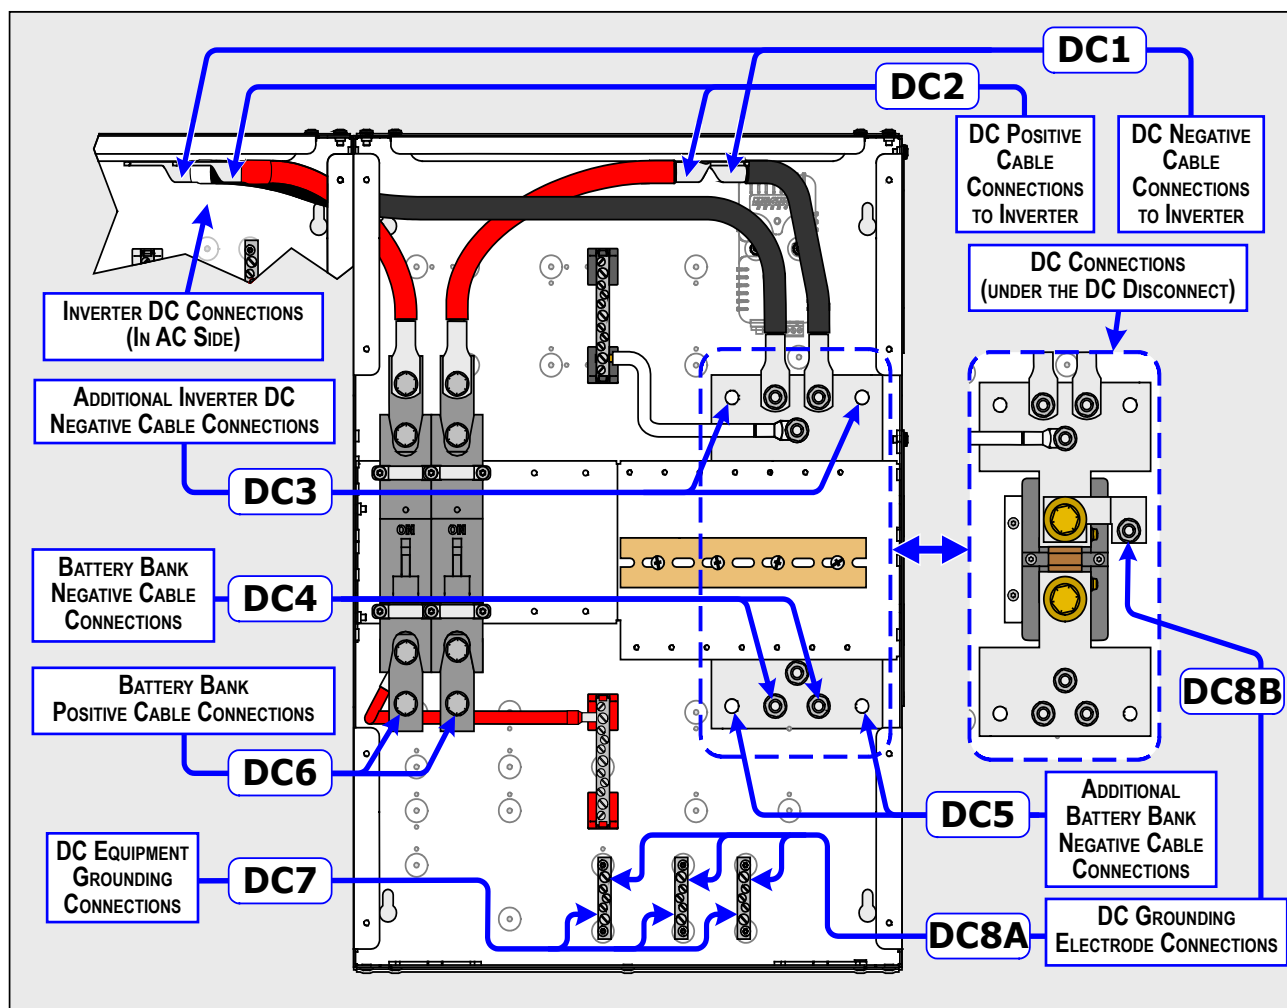 DC1
DC2
DC POSITIVE
CABLE
CONNECTIONS
TO INVERTER
DC NEGATIVE
CABLE
CONNECTIONS
TO INVERTER
DC CONNECTIONS
(UNDER THE DC DISCONNECT)
INVERTER DC CONNECTIONS
(IN AC SIDE)
ADDITIONAL INVERTER DC
NEGATIVE CABLE CONNECTIONS
DC3
ON
ON
BATTERY BANK
NEGATIVE CABLE
CONNECTIONS
DC4
BATTERY BANK
POSITIVE CABLE CONNECTIONS
DC6
DC8B
DC5
ADDITIONAL
BATTERY BANK
NEGATIVE CABLE
CONNECTIONS
DC EQUIPMENT
GROUNDING
CONNECTIONS
DC7
DC8A
DC GROUNDING
ELECTRODE CONNECTIONS